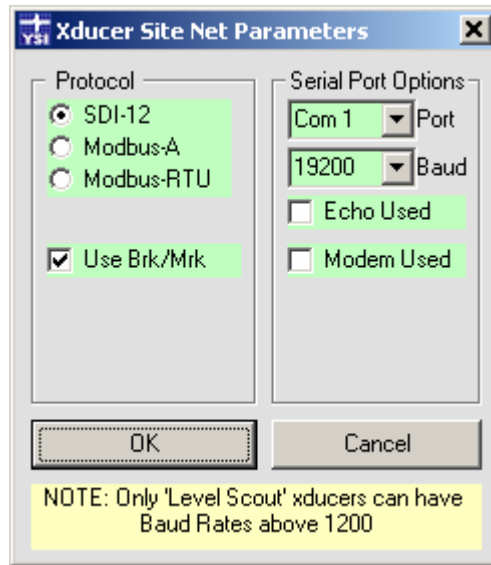 YSI Xducer Site Net Parameters
Protocol
SDI-12
Modbus-A
Modbus-RTU
Use Brk/Mrk
Serial Port Options
Com 1 Port
19200 Baud
Echo Used
Modem Used
OK
Cancel
NOTE: Only 'Level Scout' xducers can have
Baud Rates above 1200